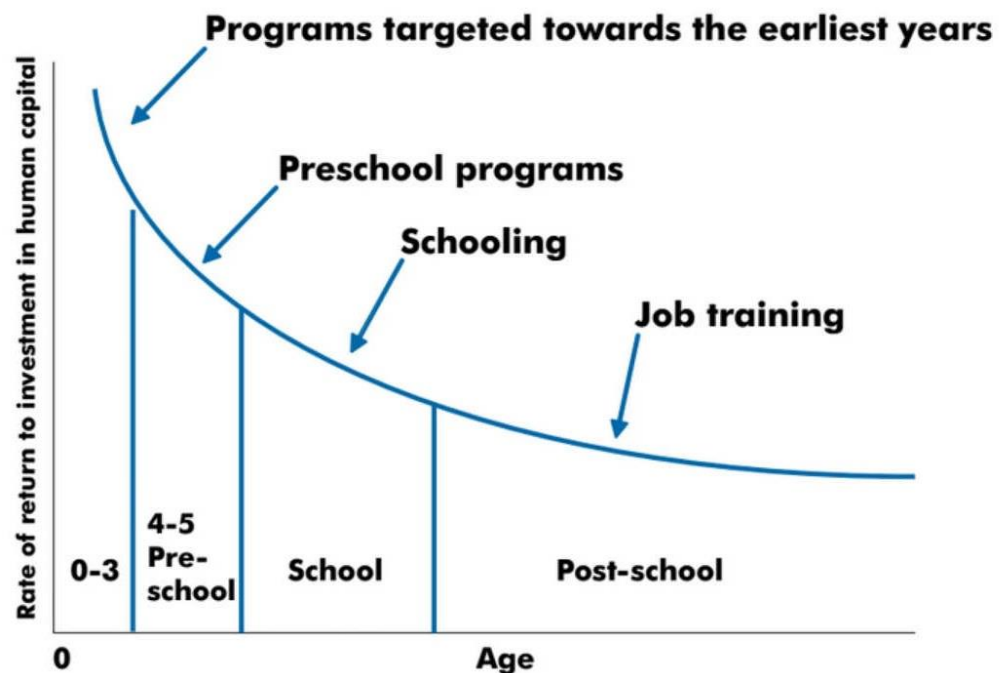 Programs targeted towards the earliest years
Rate of return to investment in human capital
Preschool programs
Schooling
Job training
0-3
4-5
Pre-
school
School
Post-school
0
Age